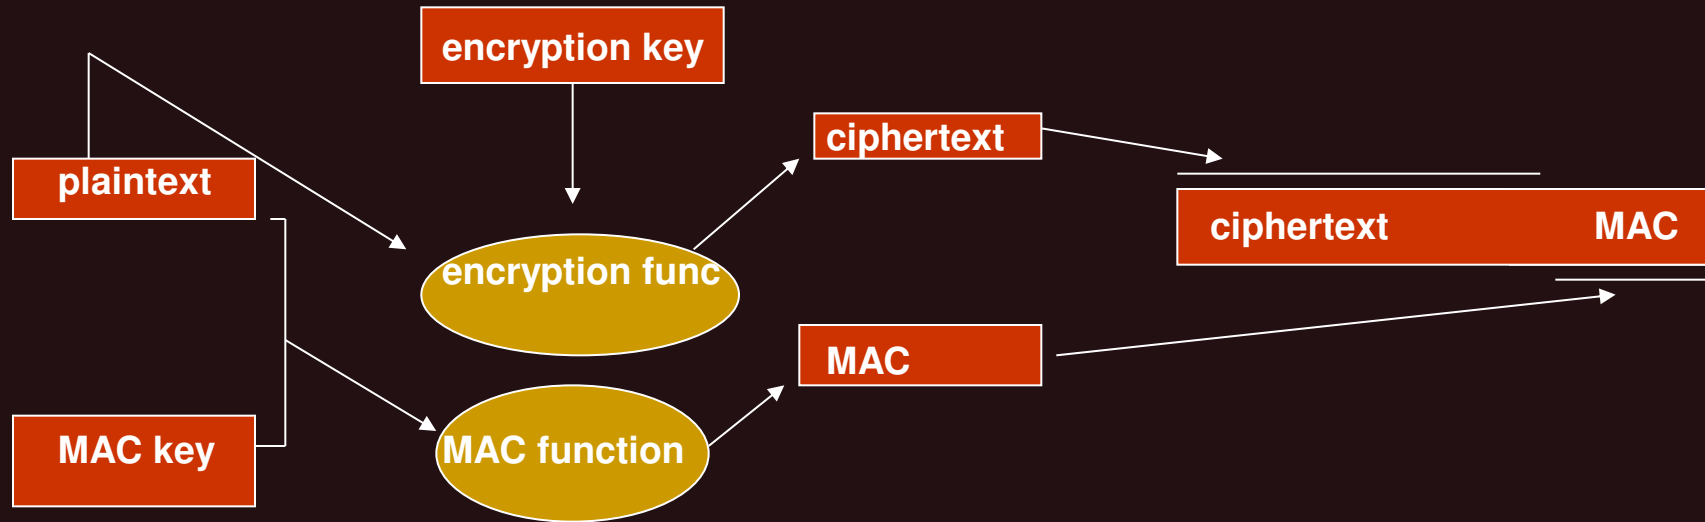 encryption key
ciphertext
plaintext
ciphertext MAC
encryption func
MAC
MAC key
MAC function